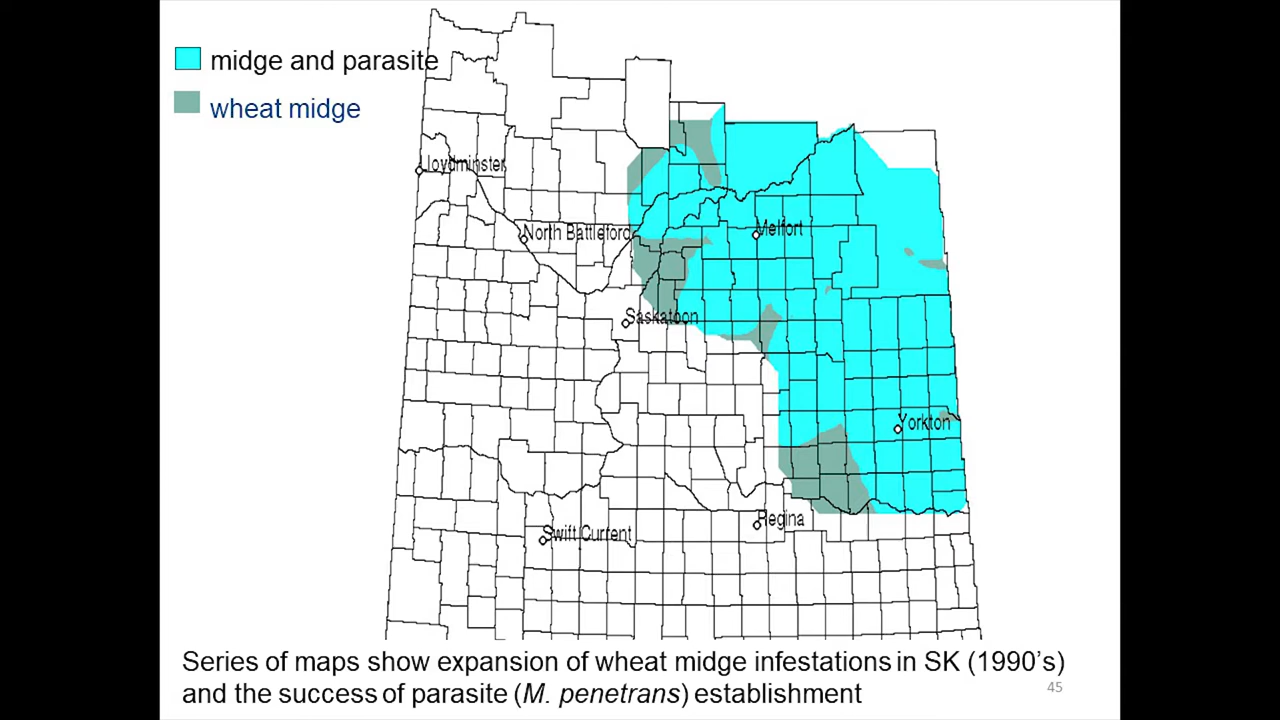 midge and parasite
wheat midge
Lloydminster
North Battleford
Melfort
Saskatoon
Yorkton
Regina
Swift Current
Series of maps show expansion of wheat midge infestations in SK (1990's)
and the success of parasite (M. penetrans) establishment
45